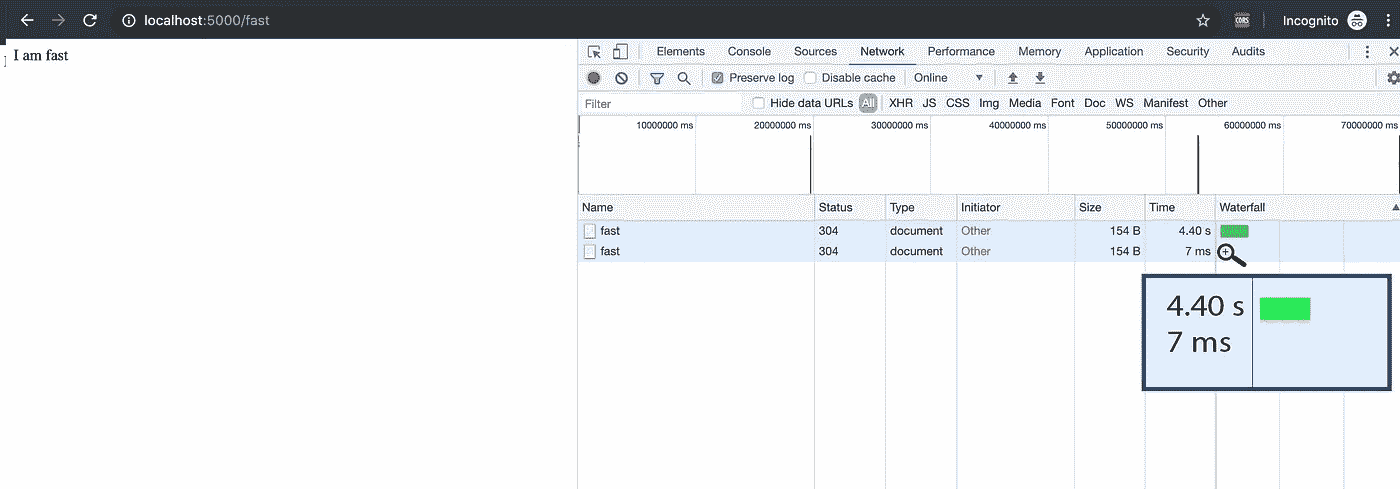 localhost:5000/fast CORS Incognito
I am fast
Elements Console Sources Network Performance Memory Application Security Audits
Preserve log Disable cache Online
Filter Hide data URLs All XHR JS CSS Img Media Font Doc WS Manifest Other
10000000 ms 20000000 ms 30000000 ms 40000000 ms 50000000 ms 60000000 ms 70000000 ms
Name Status Type Initiator Size Time Waterfall
fast 304 document Other 154 B 4.40 s
fast 304 document Other 154 B 7 ms
4.40 s
7 ms